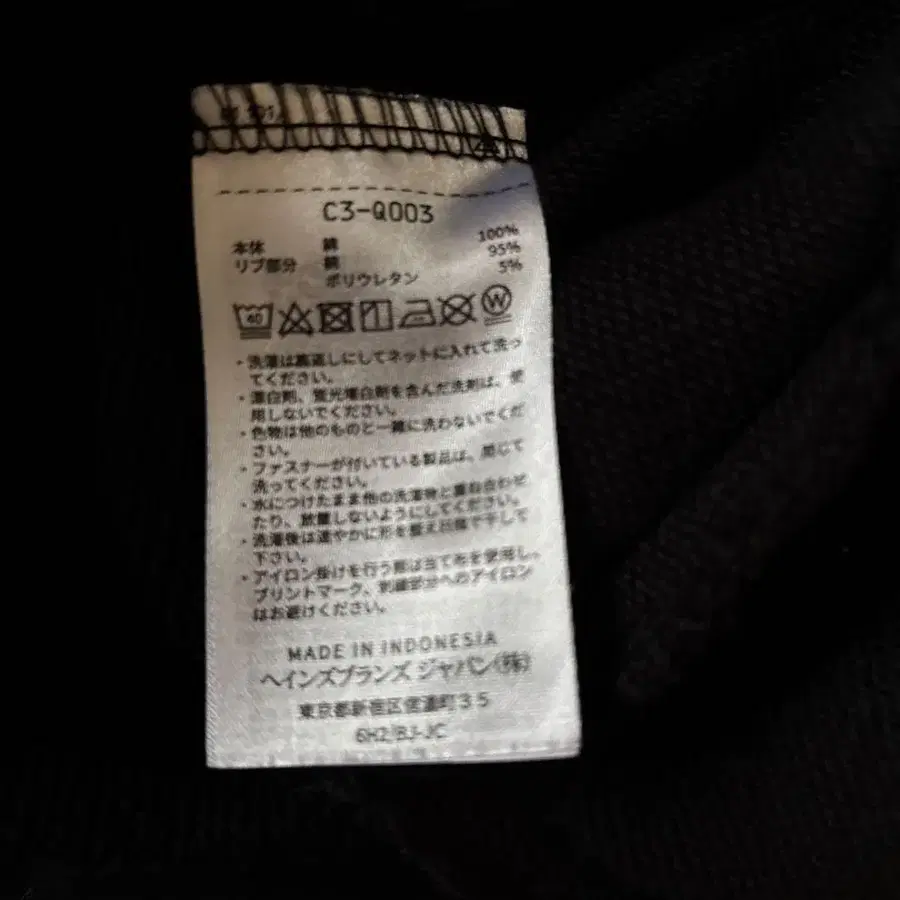 C3-Q003
本体 綿 100%
リブ部分 綿 95%
ポリウレタン 5%
40 W
・洗濯は裏返しにしてネットに入れて洗っ
てください。
・漂白剤、蛍光増白剤を含んだ洗剤は、使
用しないでください。
・色物は他のものと一緒に洗わないでくだ
さい。
・ファスナーが付いている製品は、閉じて
洗ってください。
・水につけたまま他の洗濯物と重ね合わせ
たり、放置しないようにしてください。
・洗濯後は速やかに形を整え日陰で干して
下さい。
・アイロン掛けを行う際は当て布を使用し、
プリントマーク、刺繍部分へのアイロン
はお避けください。
MADE IN INDONESIA
ヘインズブランズ ジャパン(株)
東京都新宿区信濃町35
6H2/BJ-JC